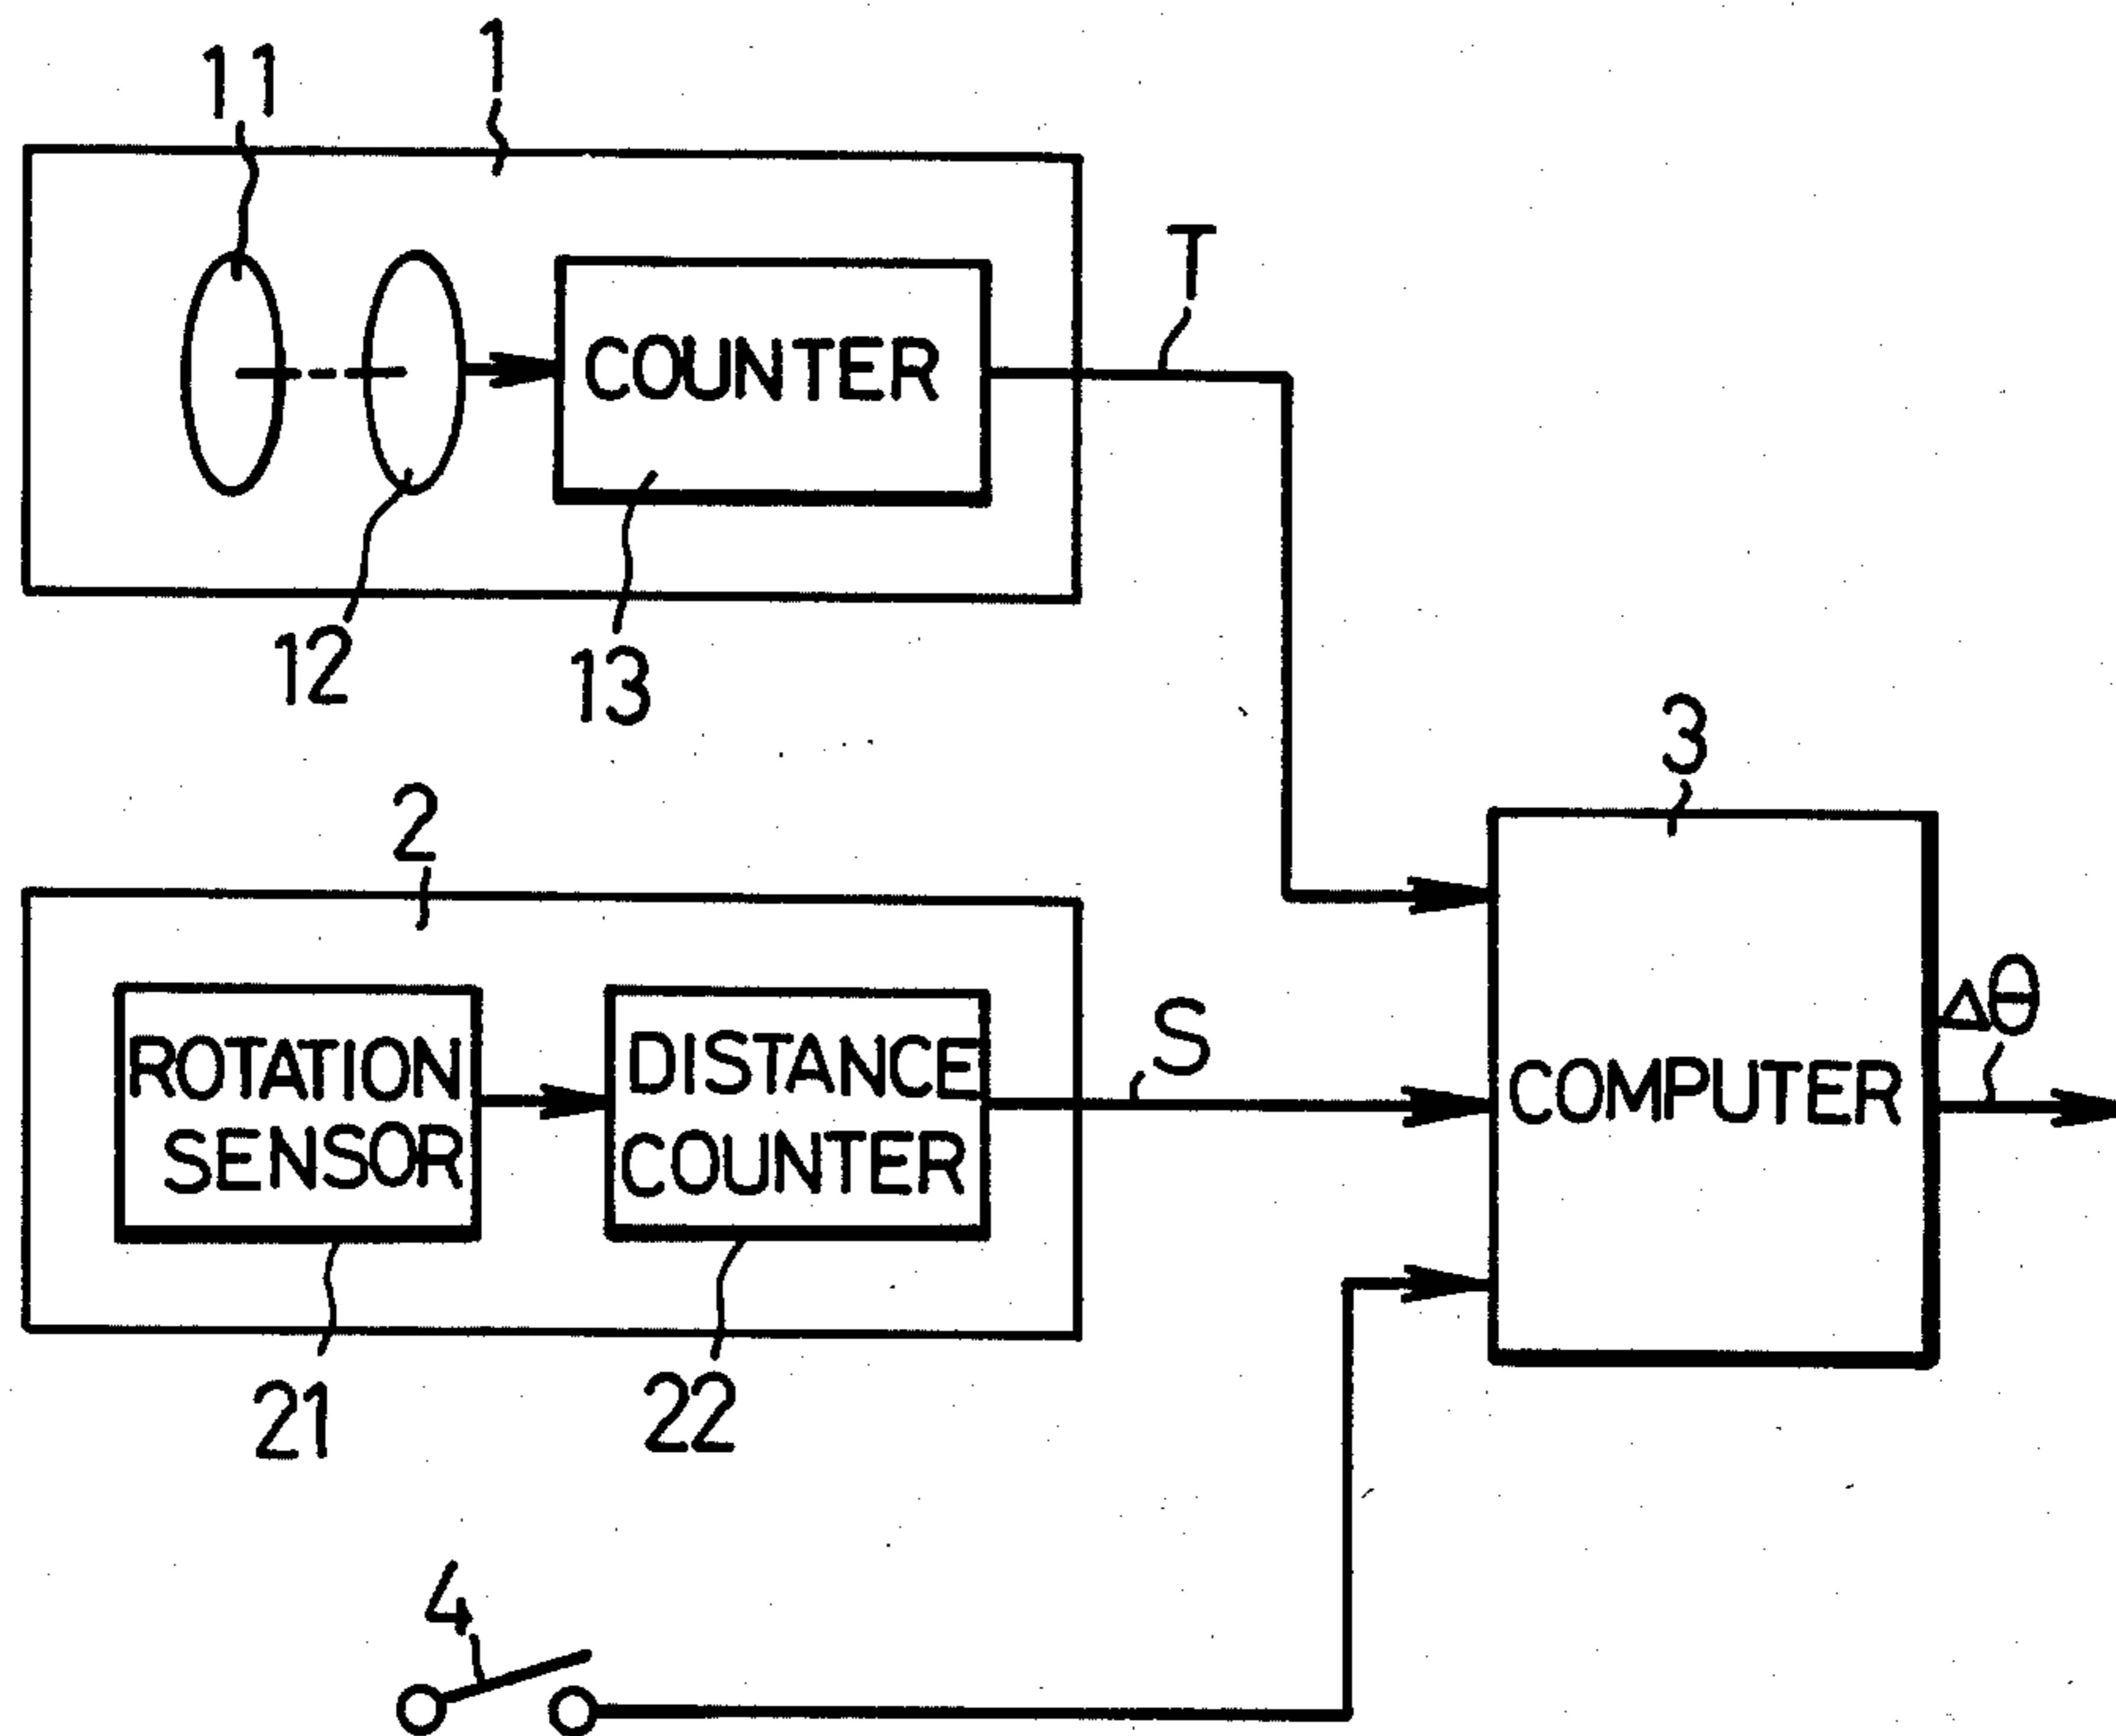 11
1
T
COUNTER
12
13
3
2
Δθ
S
ROTATION
SENSOR
DISTANCE
COUNTER
COMPUTER
21
22
4